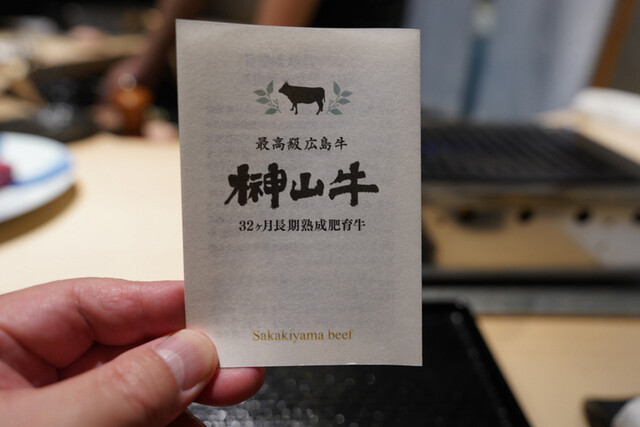 最高級広島牛
榊山牛
32ヶ月長期熟成肥育牛
Sakakiyama beef